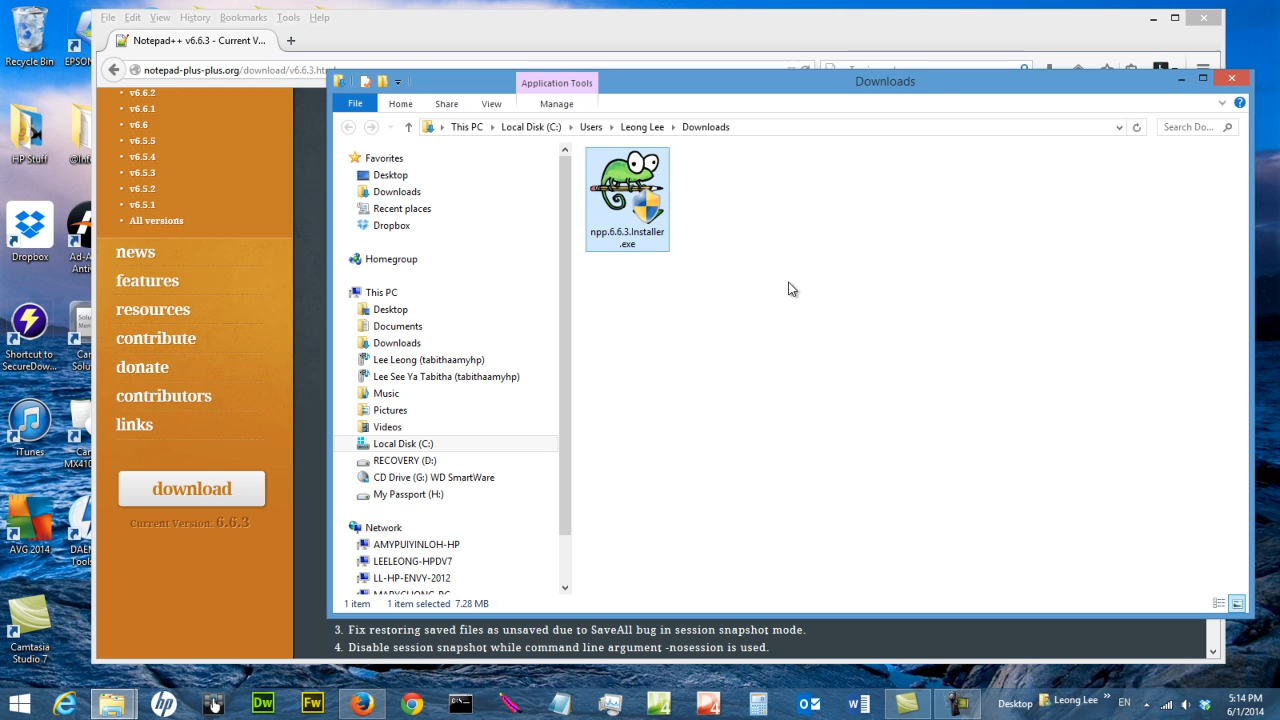 Recycle Bin
EPSON
HP Stuff
@Inf
Dropbox
Ad-A
Antiv
Shortcut to
SecureDow...
Can
Solu
iTunes
Can
MX410
AVG 2014
DAEM
Tools
Camtasia
Studio 7
File Edit View History Bookmarks Tools Help
Notepad++ v6.6.3 - Current V...
notepad-plus-plus.org/download/v6.6.3.ht
v6.6.2
v6.6.1
v6.6
v6.5.5
v6.5.4
v6.5.3
v6.5.2
v6.5.1
All versions
news
features
resources
contribute
donate
contributors
links
download
Current Version: 6.6.3
Application Tools
Downloads
File Home Share View Manage
This PC Local Disk (C:) Users Leong Lee Downloads
Search Do...
Favorites
Desktop
Downloads
Recent places
Dropbox
Homegroup
This PC
Desktop
Documents
Downloads
Lee Leong (tabithaamyhp)
Lee See Ya Tabitha (tabithaamyhp)
Music
Pictures
Videos
Local Disk (C:)
RECOVERY (D:)
CD Drive (G:) WD SmartWare
My Passport (H:)
Network
AMYPUIYINLOH-HP
LEELEONG-HPDV7
LL-HP-ENVY-2012
npp.6.6.3.Installer
.exe
1 item 1 item selected 7.28 MB
3. Fix restoring saved files as unsaved due to SaveAll bug in session snapshot mode.
4. Disable session snapshot while command line argument -nosession is used.
Desktop
Leong Lee
EN
5:14 PM
6/1/2014